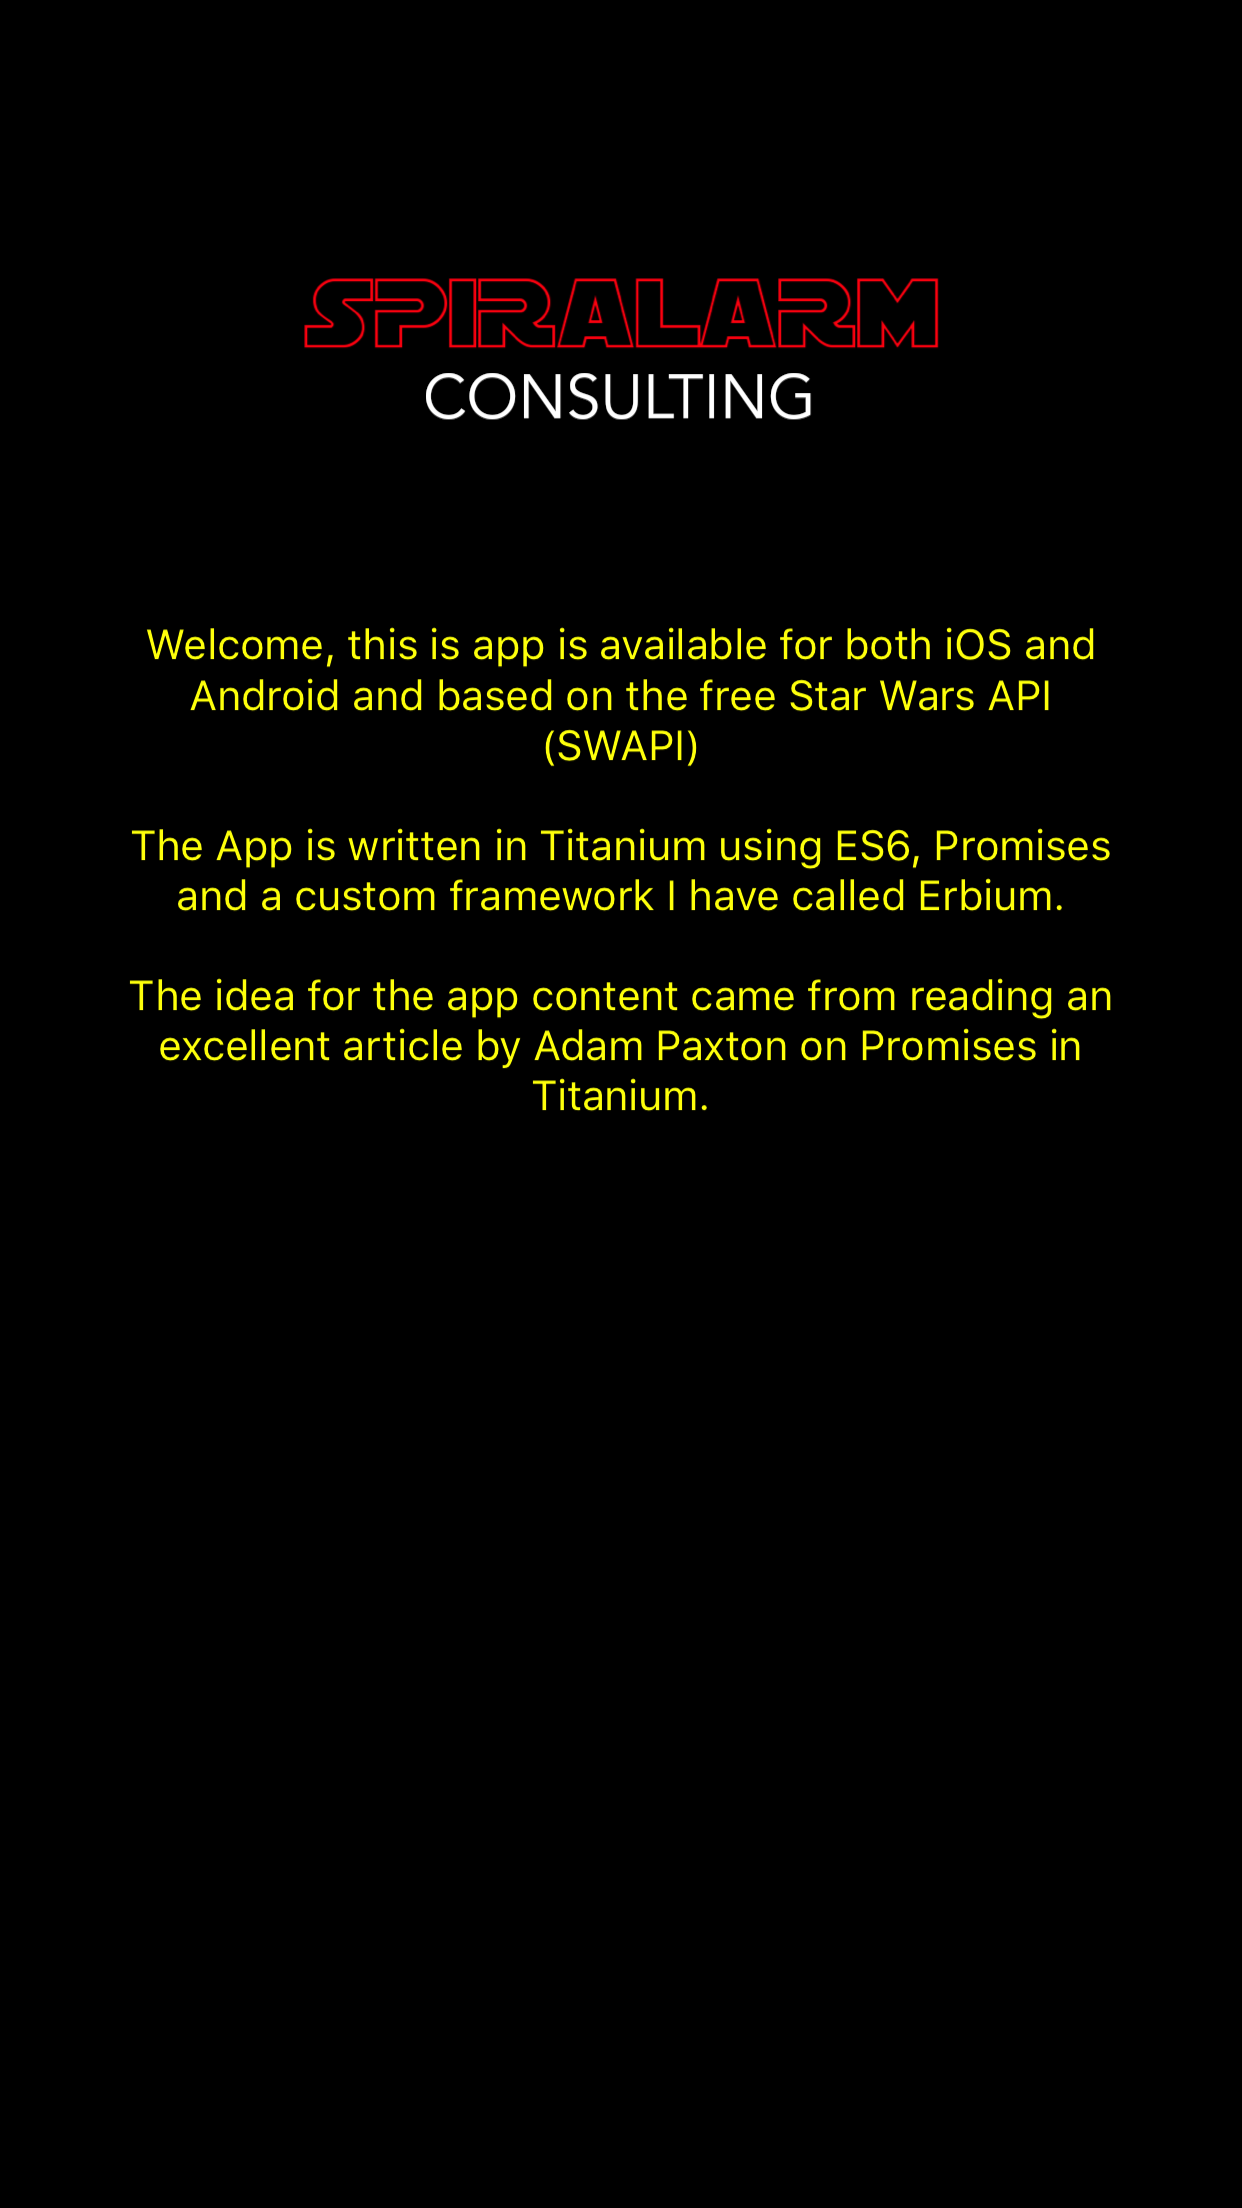 SPIRALARM
CONSULTING
Welcome, this is app is available for both iOS and
Android and based on the free Star Wars API
(SWAPI)
The App is written in Titanium using ES6, Promises
and a custom framework I have called Erbium.
The idea for the app content came from reading an
excellent article by Adam Paxton on Promises in
Titanium.